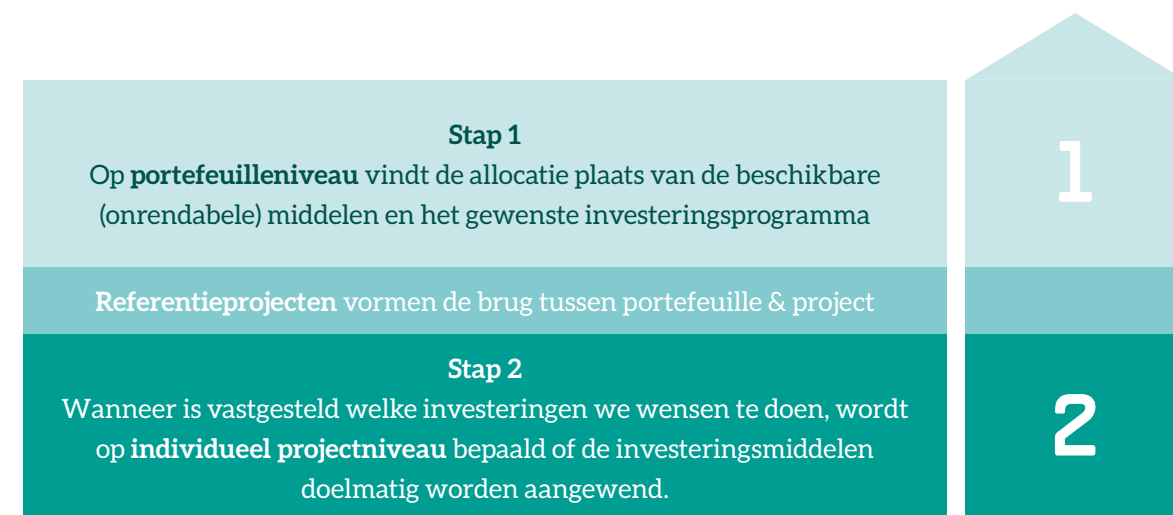 Stap 1
Op portefeuilleniveau vindt de allocatie plaats van de beschikbare
(onrendabele) middelen en het gewenste investeringsprogramma
1
Referentieprojecten vormen de brug tussen portefeuille & project
Stap 2
Wanneer is vastgesteld welke investeringen we wensen te doen, wordt
op individueel projectniveau bepaald of de investeringsmiddelen
doelmatig worden aangewend.
2